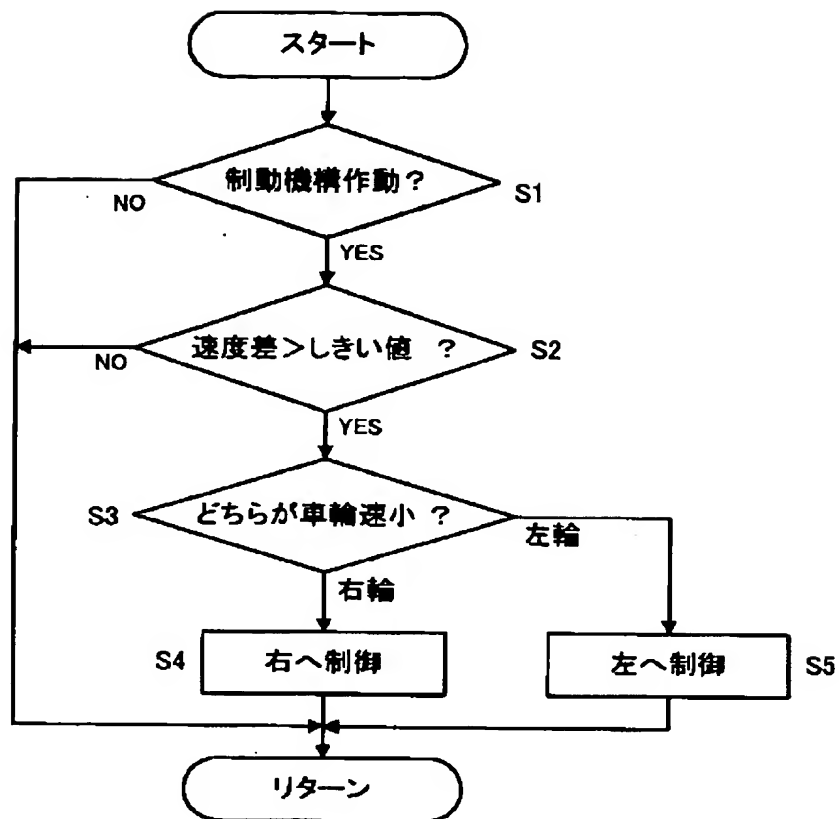 スタート
制動機構作動？
S1
NO
YES
速度差＞しきい値　？
S2
NO
YES
S3
どちらが車輪速小　？
左輪
右輪
S4
右へ制御
左へ制御
S5
リターン